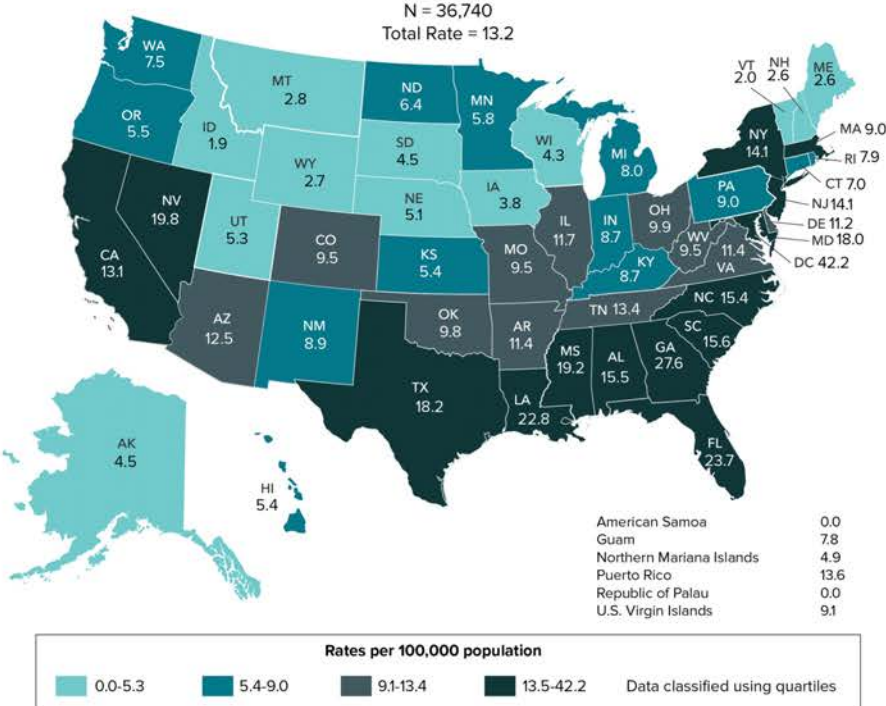 N = 36,740
Total Rate = 13.2
WA
7.5
MT
2.8
ND
6.4
MN
5.8
VT
2.0
NH
2.6
ME
2.6
OR
5.5
ID
1.9
SD
4.5
WI
4.3
MI
8.0
NY
14.1
MA 9.0
RI 7.9
CT 7.0
WY
2.7
NE
5.1
IA
3.8
PA
9.0
NJ 14.1
DE 11.2
MD 18.0
DC 42.2
NV
19.8
UT
5.3
CO
9.5
KS
5.4
MO
9.5
IL
11.7
IN
8.7
OH
9.9
WV
9.5
11.4
VA
KY
8.7
CA
13.1
AZ
12.5
NM
8.9
OK
9.8
AR
11.4
TN 13.4
NC 15.4
SC
15.6
MS
19.2
AL
15.5
GA
27.6
TX
18.2
LA
22.8
FL
23.7
AK
4.5
HI
5.4
American Samoa 0.0
Guam 7.8
Northern Mariana Islands 4.9
Puerto Rico 13.6
Republic of Palau 0.0
U.S. Virgin Islands 9.1
Rates per 100,000 population
0.0-5.3 5.4-9.0 9.1-13.4 13.5-42.2 Data classified using quartiles